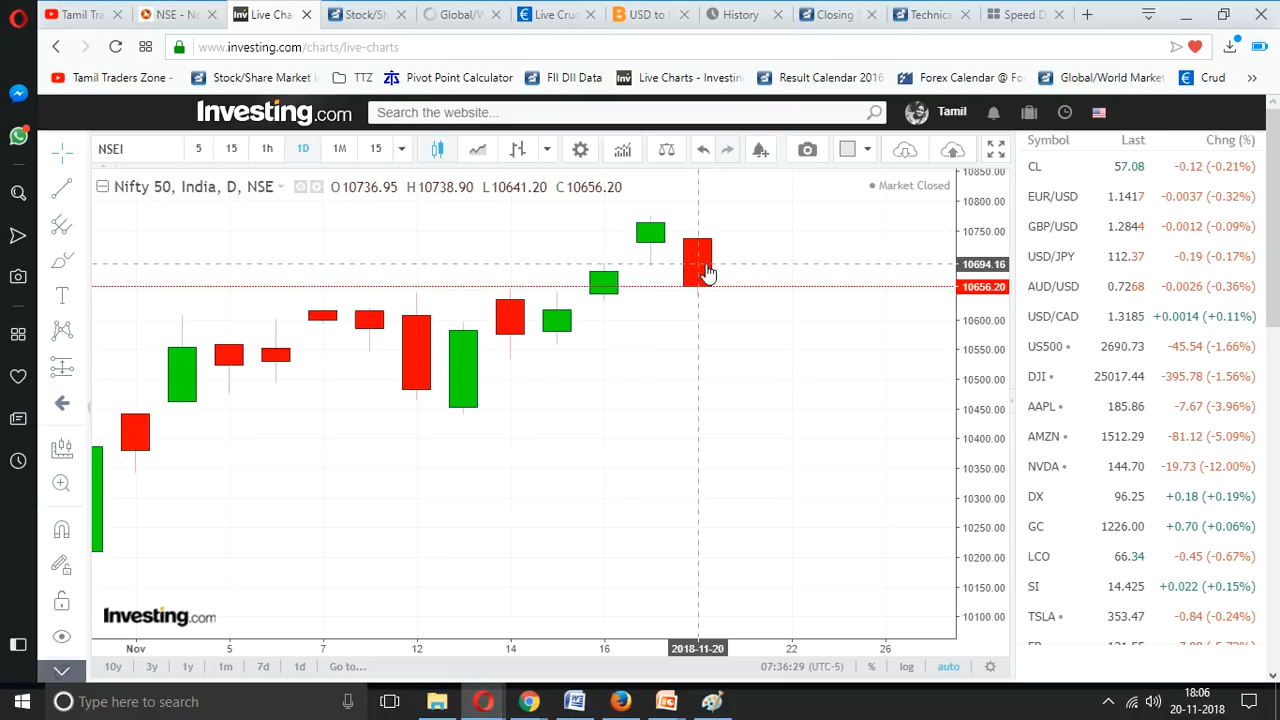 Tamil Tra
NSE - Na
Live Cha
Stock/Sh
Global/W
Live Crud
USD to I
History
Closing F
Technica
Speed D
www.investing.com/charts/live-charts
Tamil Traders Zone -
Stock/Share Market I
TTZ
Pivot Point Calculator
FII DII Data
Live Charts - Investin
Result Calendar 2016
Forex Calendar @ Fo
Global/World Market
Crud
Investing.com
Search the website...
Tamil
NSEI
5
15
1h
1D
1M
15
Nifty 50, India, D, NSE
O10736.95 H10738.90 L10641.20 C10656.20
Market Closed
10850.00
10800.00
10750.00
10694.16
10656.20
10600.00
10550.00
10500.00
10450.00
10400.00
10350.00
10300.00
10250.00
10200.00
10150.00
10100.00
Symbol Last Chng (%)
CL 57.08 -0.12 (-0.21%)
EUR/USD 1.1417 -0.0037 (-0.32%)
GBP/USD 1.2844 -0.0012 (-0.09%)
USD/JPY 112.37 -0.19 (-0.17%)
AUD/USD 0.7268 -0.0026 (-0.36%)
USD/CAD 1.3185 +0.0014 (+0.11%)
US500 2690.73 -45.54 (-1.66%)
DJI 25017.44 -395.78 (-1.56%)
AAPL 185.86 -7.67 (-3.96%)
AMZN 1512.29 -81.12 (-5.09%)
NVDA 144.70 -19.73 (-12.00%)
DX 96.25 +0.18 (+0.19%)
GC 1226.00 +0.70 (+0.06%)
LCO 66.34 -0.45 (-0.67%)
SI 14.425 +0.022 (+0.15%)
TSLA 353.47 -0.84 (-0.24%)
Investing.com
Nov 5 7 12 14 16 2018-11-20 22 26
10y 3y 1y 1m 7d 1d Go to...
07:36:29 (UTC-5) % log auto
Type here to search
18:06
20-11-2018